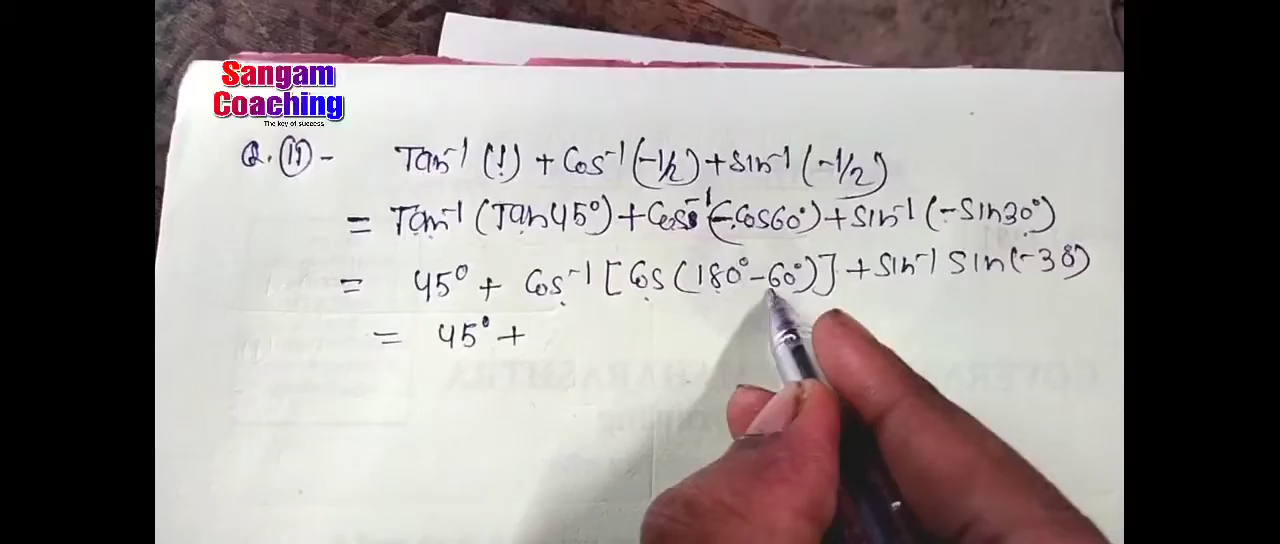 Sangam
Coaching
The key of success
Q. (11) - Tan⁻¹ (1) + Cos⁻¹ (-1/2) + Sin⁻¹ (-1/2)
= Tan⁻¹ (Tan45°) + Cos⁻¹ (-Cos60°) + Sin⁻¹ (-Sin30°)
= 45° + Cos⁻¹ [Cos (180° - 60°)] + Sin⁻¹ Sin (-30)
= 45° +